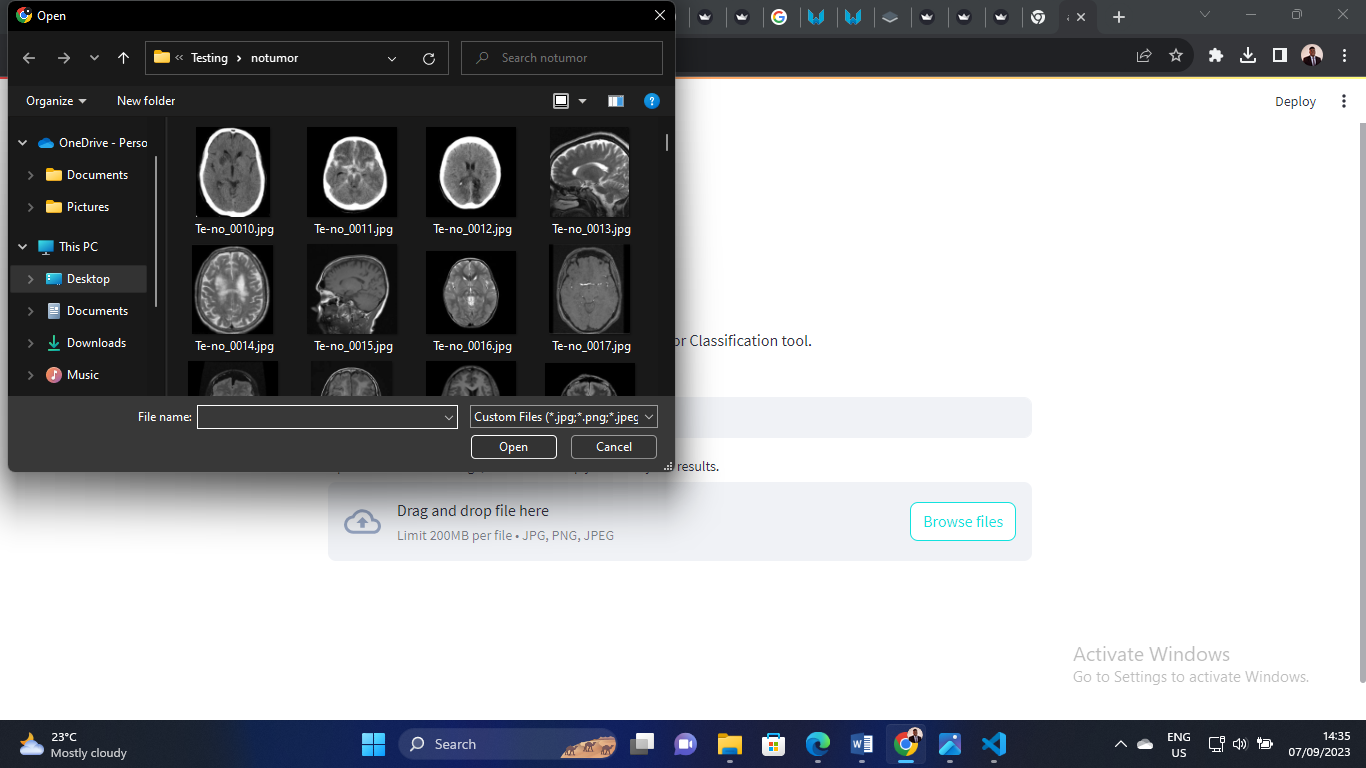 Open
Testing
notumor
Search notumor
Organize
New folder
OneDrive - Perso
Documents
Pictures
This PC
Desktop
Documents
Downloads
Music
Te-no_0010.jpg
Te-no_0011.jpg
Te-no_0012.jpg
Te-no_0013.jpg
Te-no_0014.jpg
Te-no_0015.jpg
Te-no_0016.jpg
Te-no_0017.jpg
File name:
Custom Files (*.jpg;*.png;*.jpeg
Open
Cancel
Deploy
or Classification tool.
results.
Drag and drop file here
Limit 200MB per file • JPG, PNG, JPEG
Browse files
Activate Windows
Go to Settings to activate Windows.
23°C
Mostly cloudy
Search
ENG
US
14:35
07/09/2023